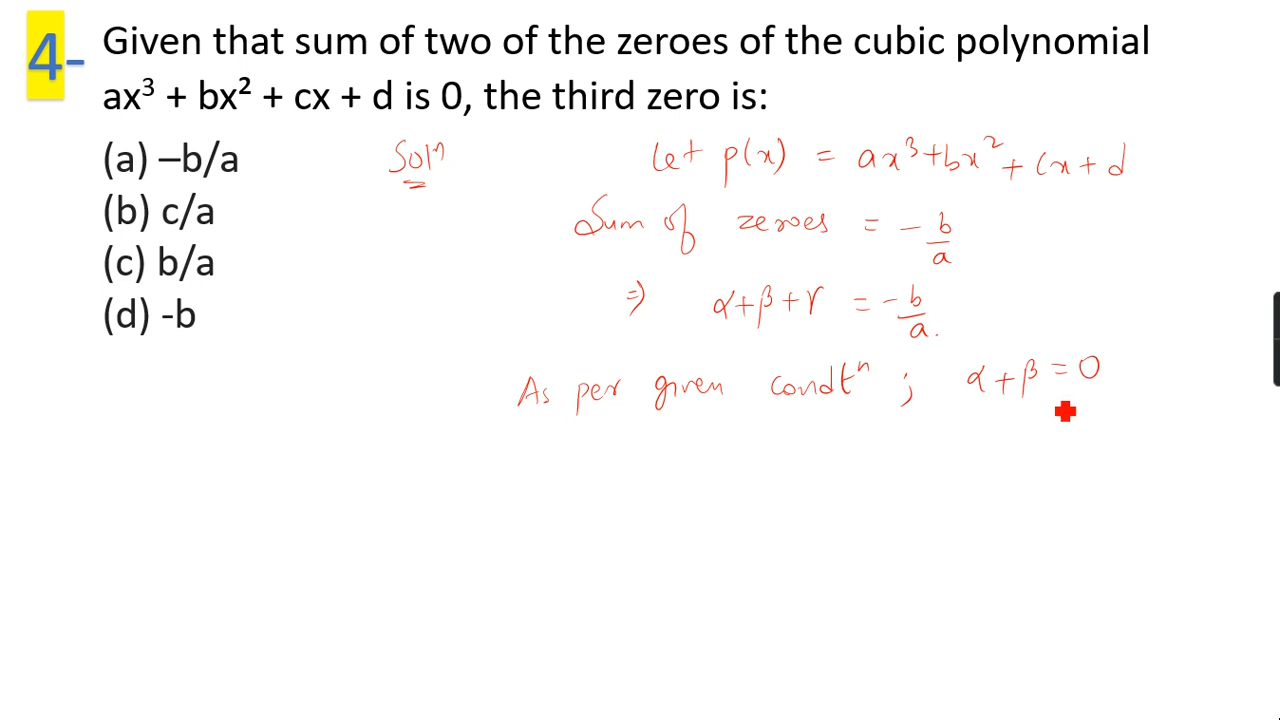 4- Given that sum of two of the zeroes of the cubic polynomial
ax³ + bx² + cx + d is 0, the third zero is:
(a) –b/a
(b) c/a
(c) b/a
(d) -b
Solⁿ
Let p(x) = ax³+bx²+cx+d
Sum of zeroes = -b/a
⇒ α+β+γ = -b/a.
As per given condtⁿ ; α+β=0